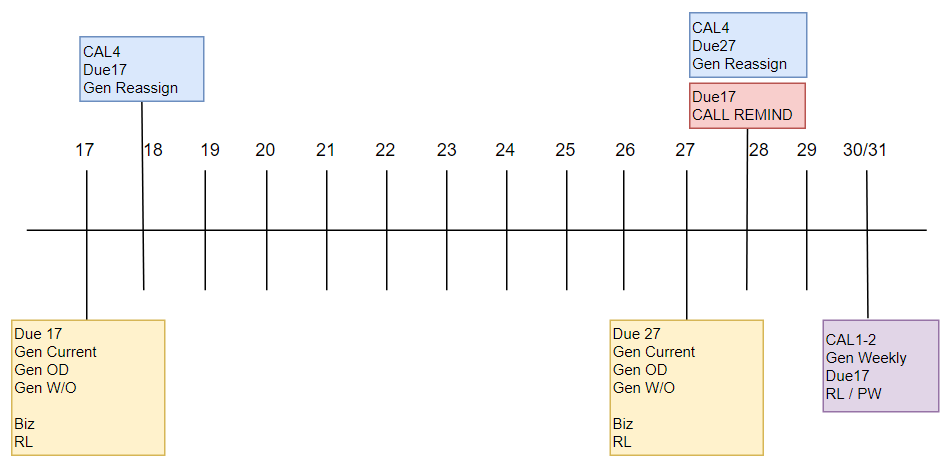 CAL4
Due17
Gen Reassign
CAL4
Due27
Gen Reassign
Due17
CALL REMIND
17 18 19 20 21 22 23 24 25 26 27 28 29 30/31
Due 17
Gen Current
Gen OD
Gen W/O
Biz
RL
Due 27
Gen Current
Gen OD
Gen W/O
Biz
RL
CAL1-2
Gen Weekly
Due17
RL / PW